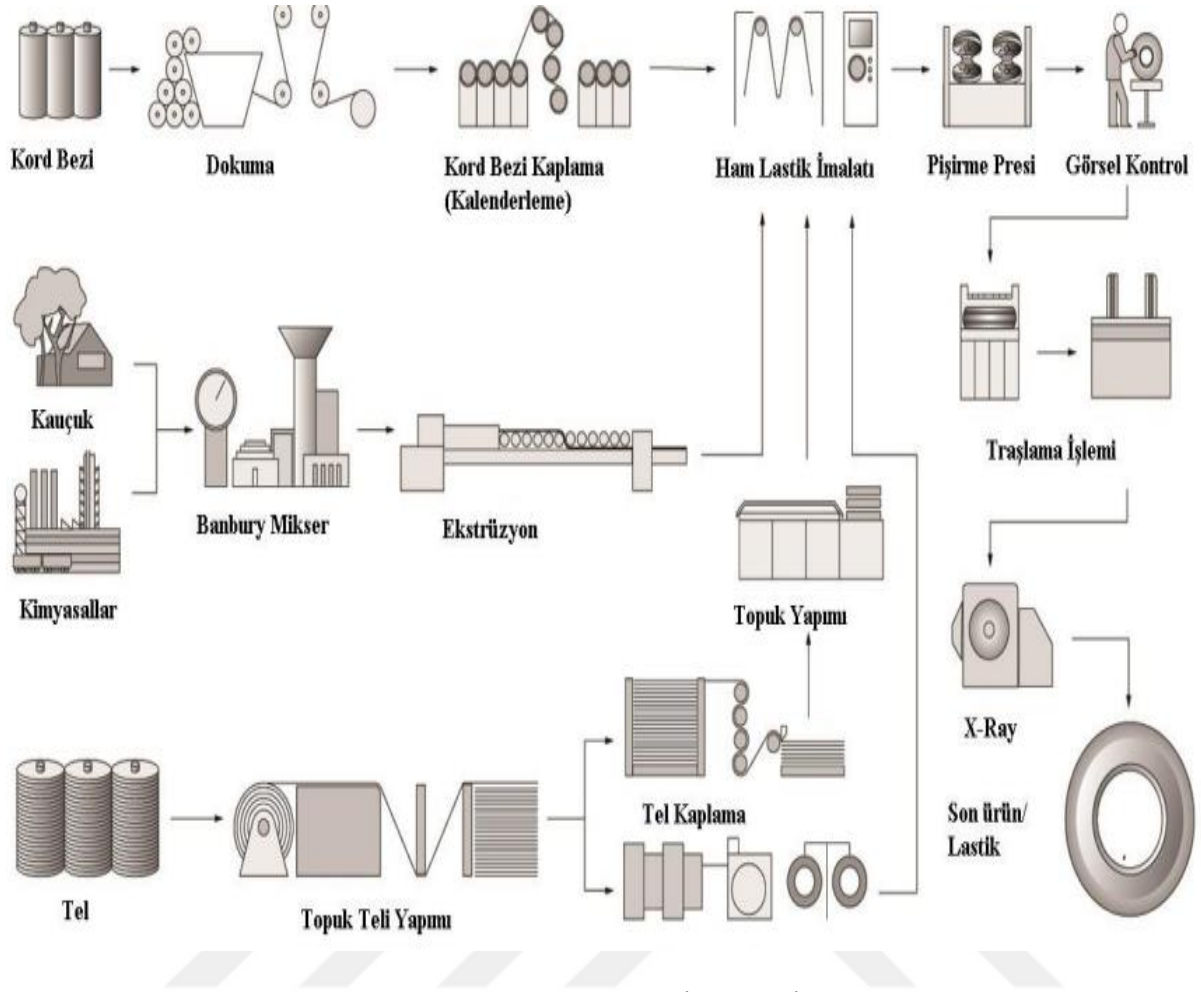 Kord Bezi
Dokuma
Kord Bezi Kaplama
(Kalenderleme)
Ham Lastik İmalatı
Pişirme Presi
Görsel Kontrol
Kauçuk
Kimyasallar
Banbury Mikser
Ekstrüzyon
Topuk Yapımı
Traşlama İşlemi
X-Ray
Tel
Topuk Teli Yapımı
Tel Kaplama
Son ürün/
Lastik